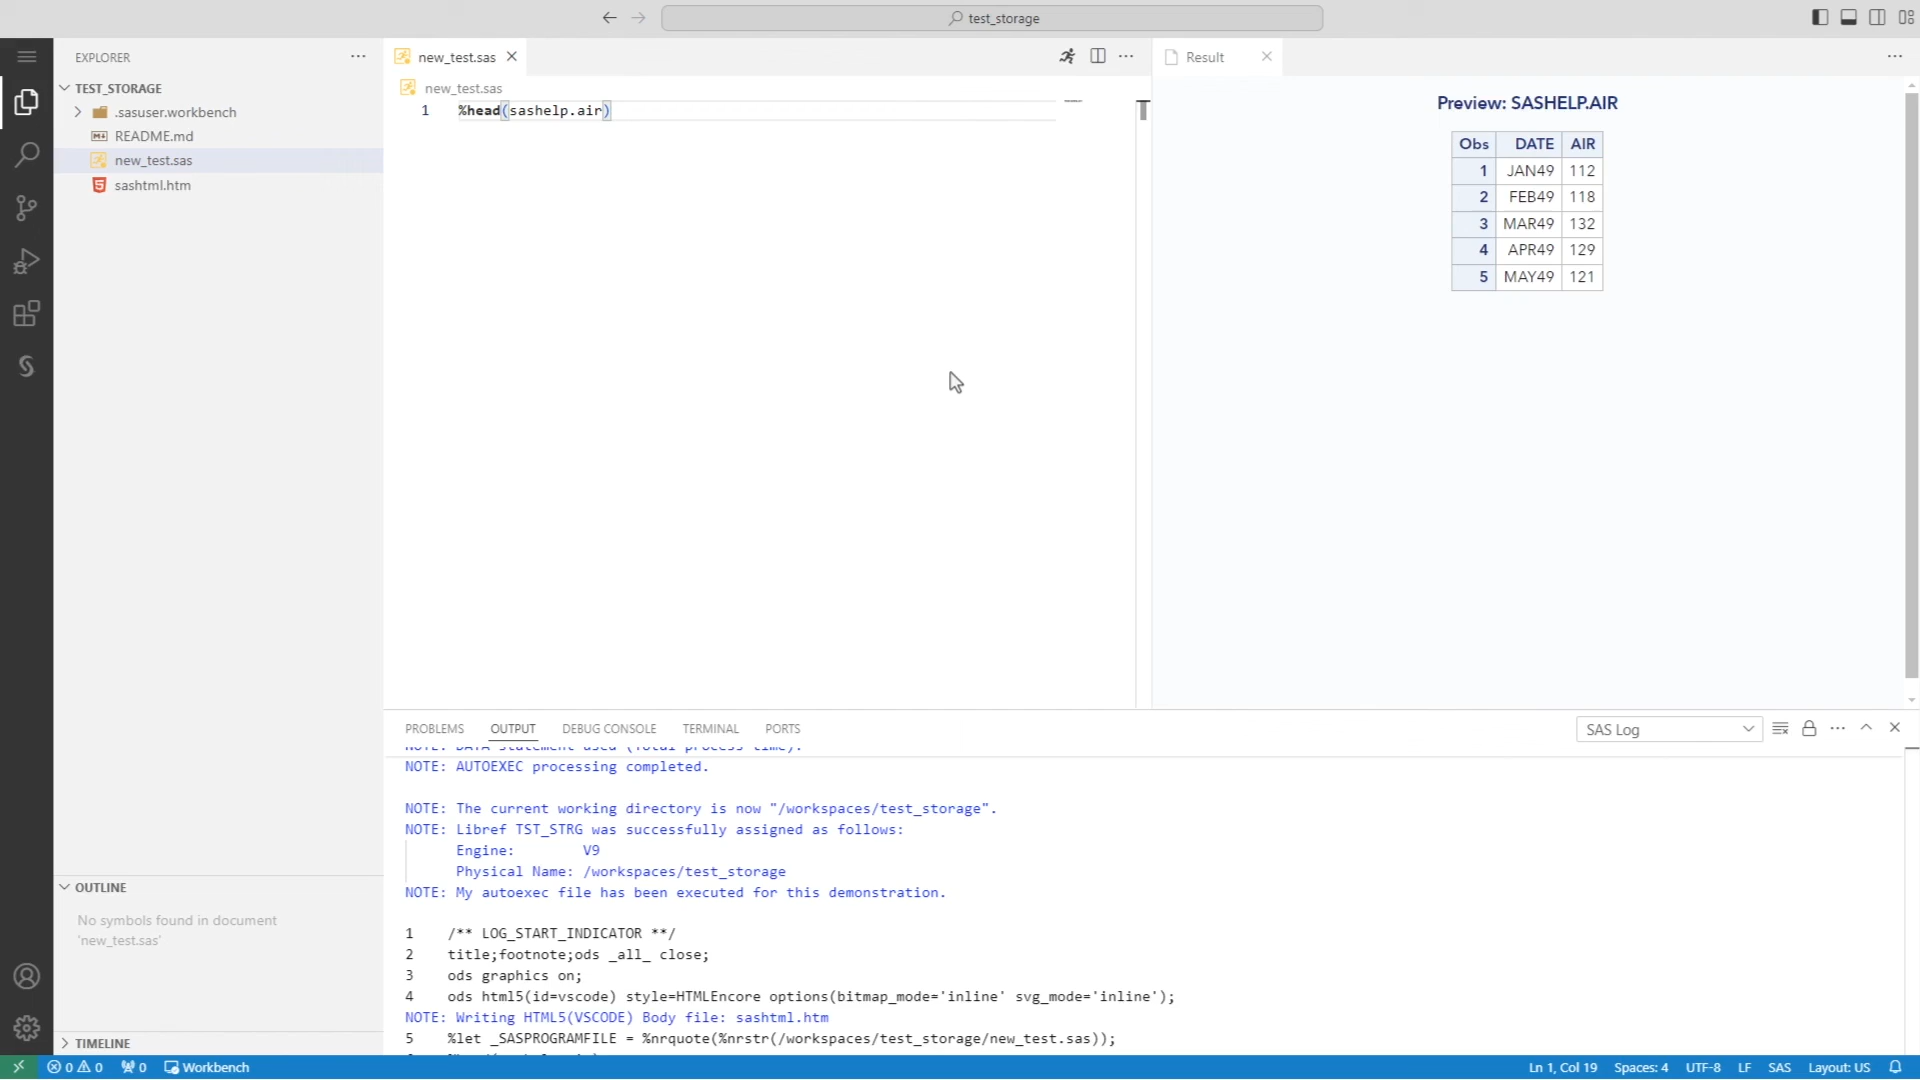 test_storage
EXPLORER
TEST_STORAGE
.sasuser.workbench
README.md
new_test.sas
sashtml.htm
OUTLINE
No symbols found in document
'new_test.sas'
TIMELINE
new_test.sas
new_test.sas
1 %head(sashelp.air)
Result
Preview: SASHELP.AIR
Obs DATE AIR
1 JAN49 112
2 FEB49 118
3 MAR49 132
4 APR49 129
5 MAY49 121
PROBLEMS OUTPUT DEBUG CONSOLE TERMINAL PORTS
SAS Log
NOTE: DATA statement used (Total process time):
NOTE: AUTOEXEC processing completed.
NOTE: The current working directory is now "/workspaces/test_storage".
NOTE: Libref TST_STRG was successfully assigned as follows:
Engine: V9
Physical Name: /workspaces/test_storage
NOTE: My autoexec file has been executed for this demonstration.
1 /** LOG_START_INDICATOR **/
2 title;footnote;ods _all_ close;
3 ods graphics on;
4 ods html5(id=vscode) style=HTMLEncore options(bitmap_mode='inline' svg_mode='inline');
NOTE: Writing HTML5(VSCODE) Body file: sashtml.htm
5 %let _SASPROGRAMFILE = %nrquote(%nrstr(/workspaces/test_storage/new_test.sas));
0 0 0 Workbench
Ln 1, Col 19 Spaces: 4 UTF-8 LF SAS Layout: US